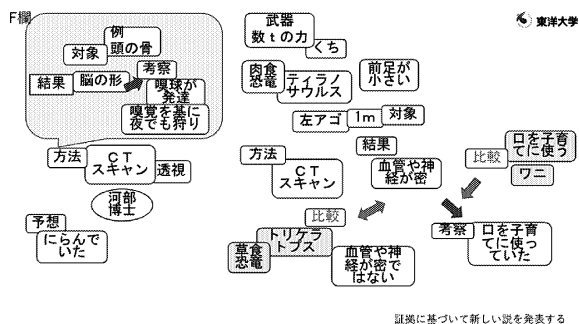 F欄
例
頭の骨
対象
考察
結果
脳の形
嗅球が
発達
嗅覚を基に
夜でも狩り
方法
CT
スキャン
透視
河部
博士
予想
にらんで
いた
武器
数tの力
くち
肉食
恐竜
ティラノ
サウルス
前足が
小さい
左アゴ
1m
対象
方法
CT
スキャン
結果
血管や神
経が密
比較
トリケラ
トプス
草食
恐竜
血管や神
経が密で
はない
東洋大学
口を子育
てに使う
比較
ワニ
考察
口を子育
てに使っ
ていた
証拠に基づいて新しい説を発表する